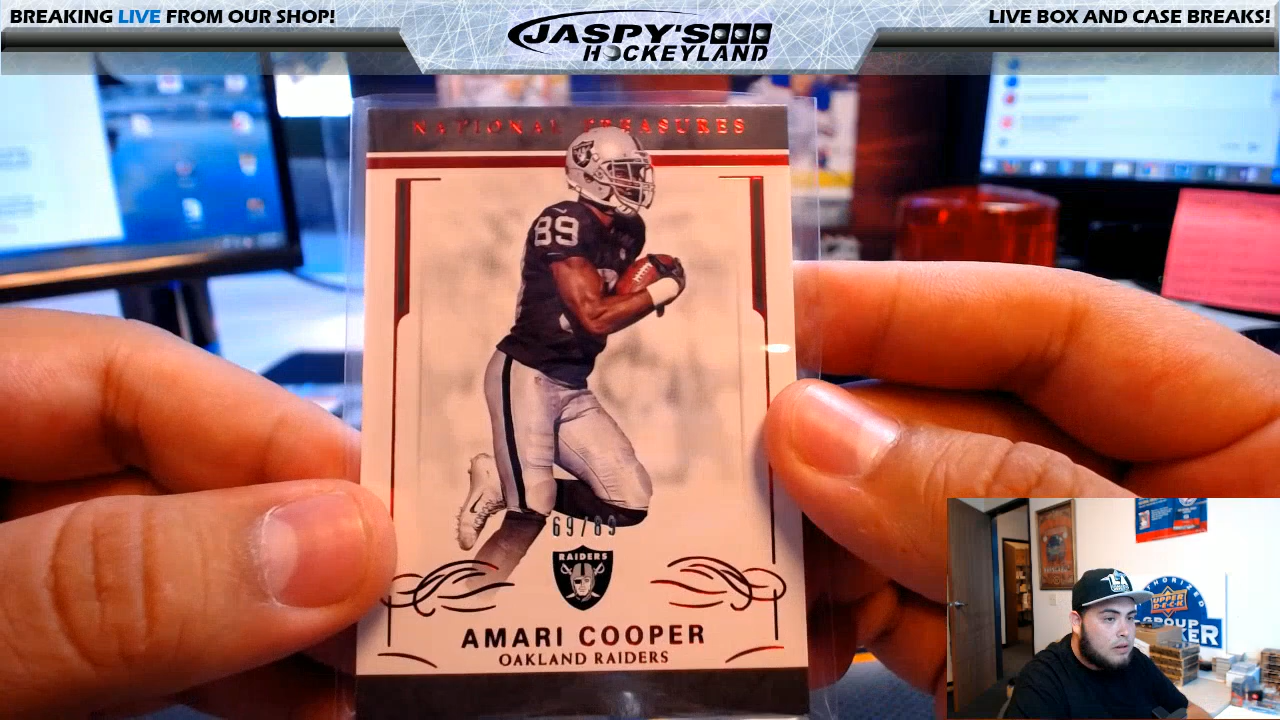 BREAKING LIVE FROM OUR SHOP!
JASPY'S
HOCKEYLAND
LIVE BOX AND CASE BREAKS!
NATIONAL TREASURES
89
69/89
RAIDERS
AMARI COOPER
OAKLAND RAIDERS
UPPER DECK
GROUP